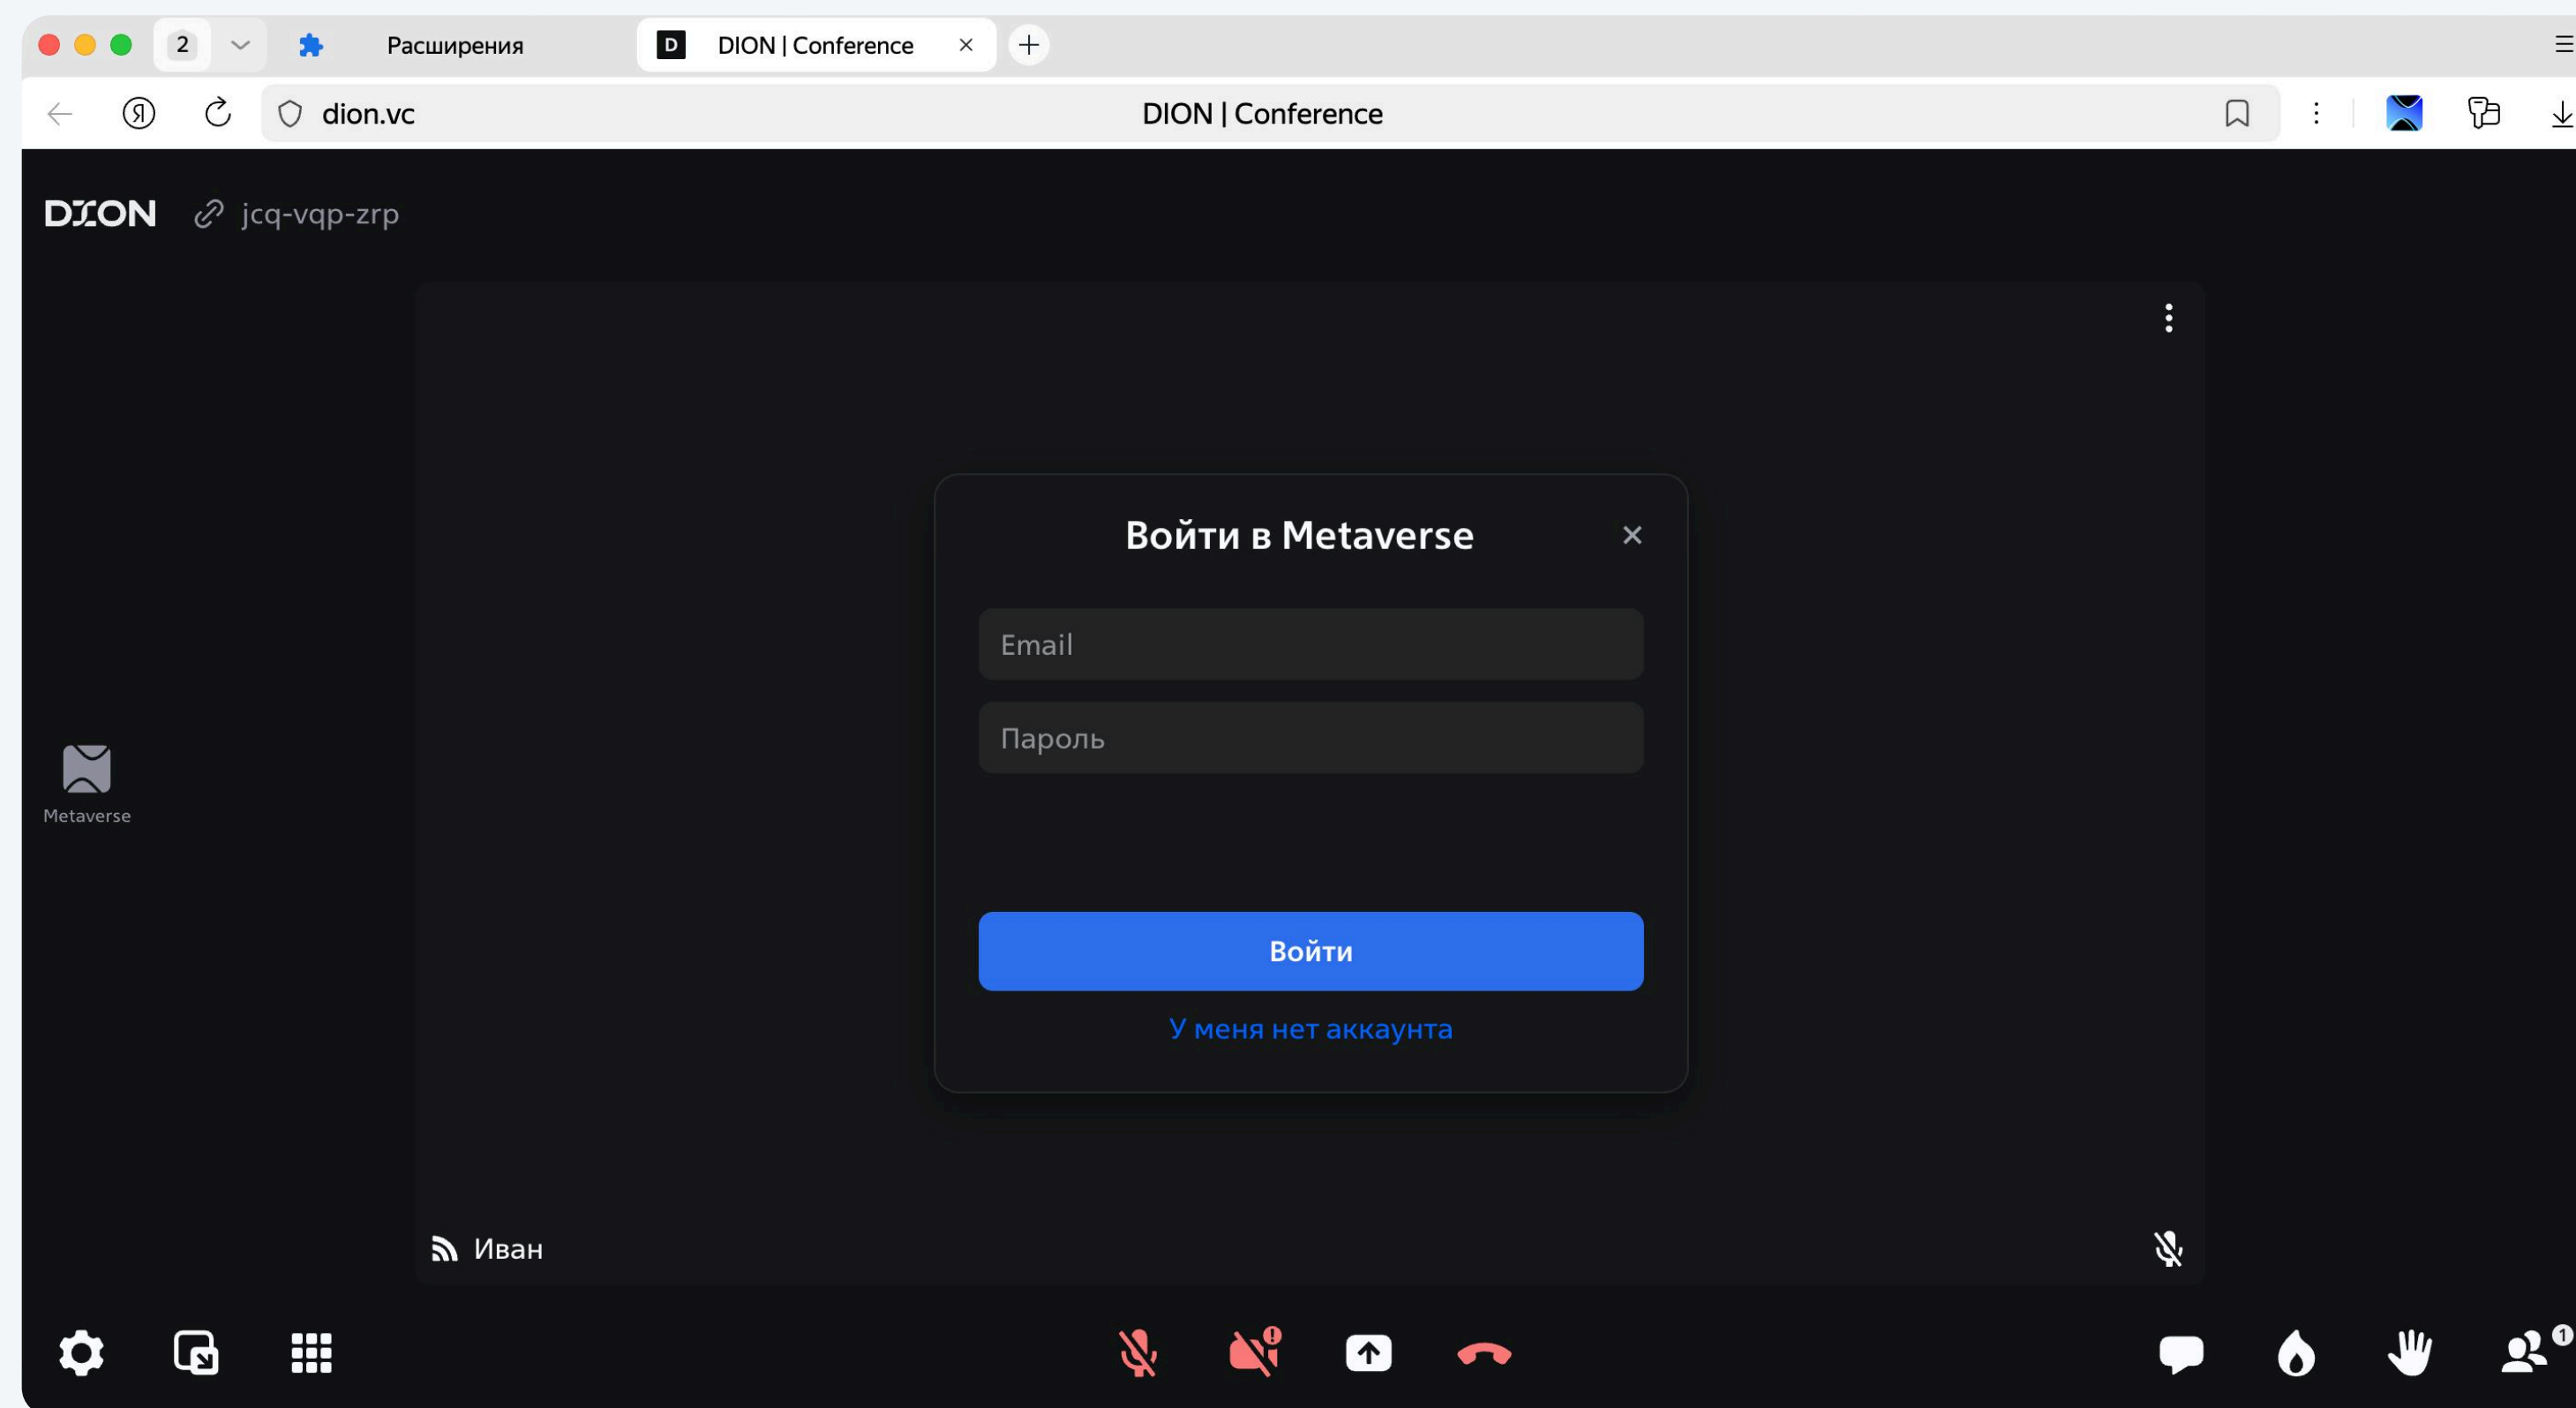 2
Расширения
D
DION | Conference
Я
dion.vc
DION | Conference
DION
jcq-vqp-zrp
Войти в Metaverse
Email
Пароль
Metaverse
Войти
У меня нет аккаунта
Иван
1